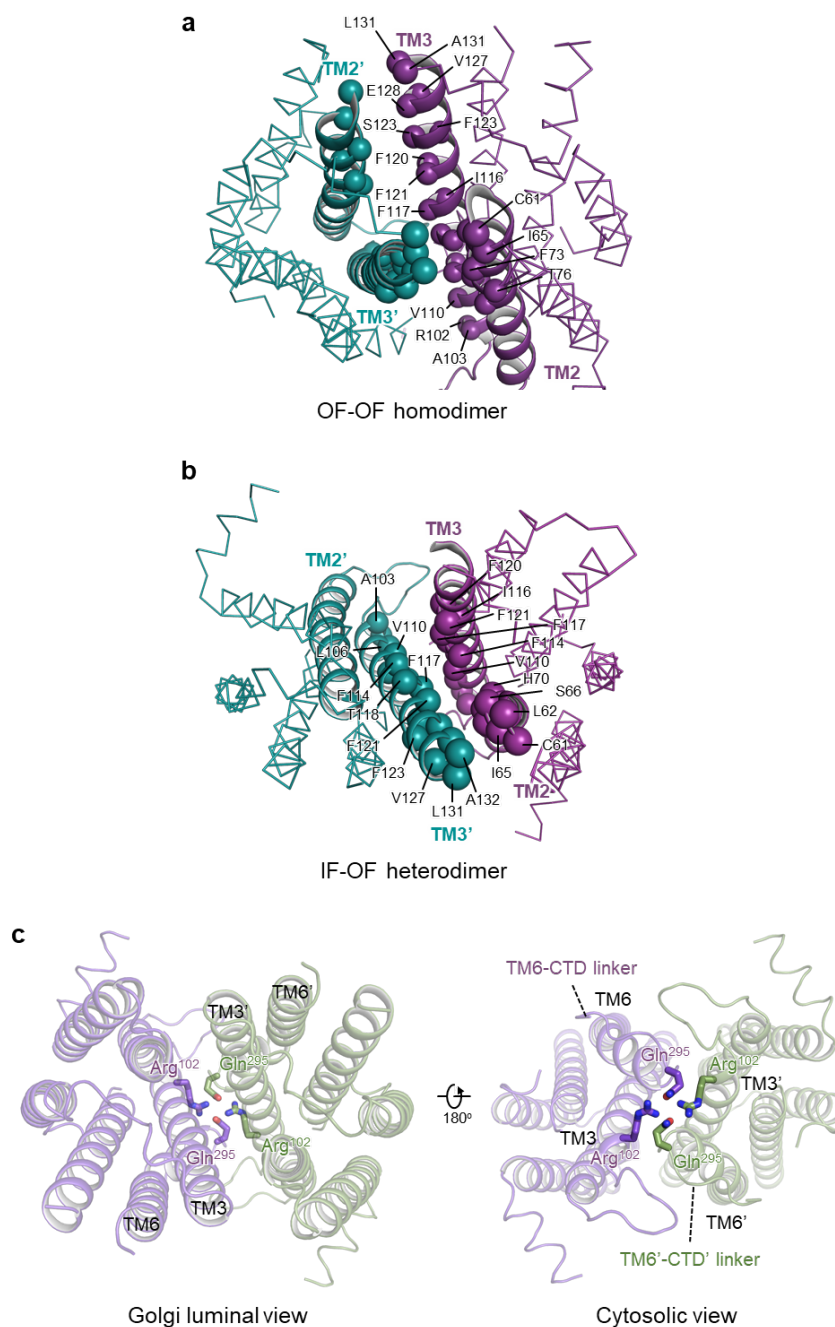 a
L131
TM3
A131
V127
TM2'
E128
S123
F123
F120
I116
F121
C61
F117
I65
F73
T76
TM3'
V110
R102
A103
TM2
OF-OF homodimer
b
TM3
TM2'
F120
A103
I116
F121
V110
F117
L106
F117
F114
V110
F114
H70
T118
S66
F121
L62
F123
C61
I65
V127
A132
TM2
L131
TM3'
IF-OF heterodimer
c
TM6-CTD linker
TM6'
TM6
TM3'
Gln295
Arg102
Arg102
Gln295
TM3'
180o
TM3
Arg102
Gln295
Arg102
Gln295
TM3
TM6
TM6'
TM6'-CTD' linker
Golgi luminal view
Cytosolic view